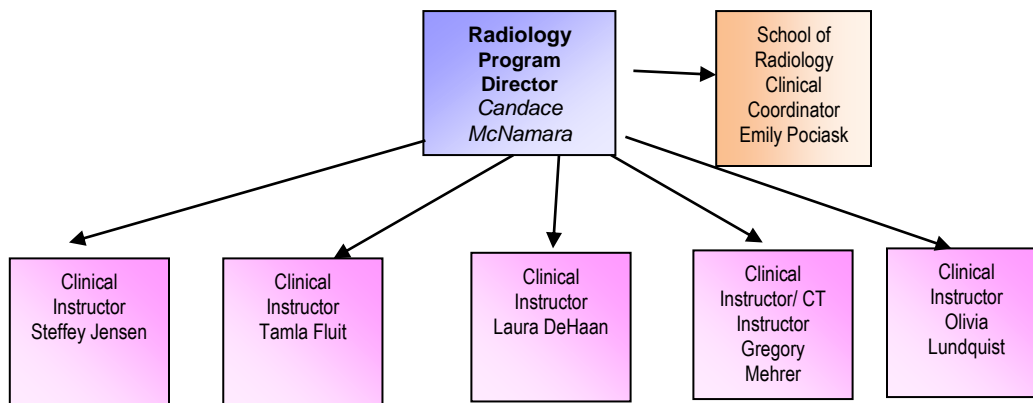 Radiology
Program
Director
Candace
McNamara
School of
Radiology
Clinical
Coordinator
Emily Pociask
Clinical
Instructor
Steffey Jensen
Clinical
Instructor
Tamla Fluit
Clinical
Instructor
Laura DeHaan
Clinical
Instructor/ CT
Instructor
Gregory
Mehrer
Clinical
Instructor
Olivia
Lundquist